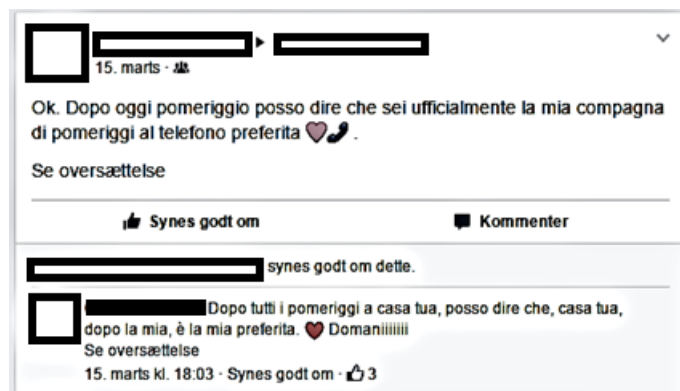 15. marts ·
Ok. Dopo oggi pomeriggio posso dire che sei ufficialmente la mia compagna
di pomeriggi al telefono preferita 💜📞 .
Se oversættelse
Synes godt om Kommenter
synes godt om dette.
Dopo tutti i pomeriggi a casa tua, posso dire che, casa tua,
dopo la mia, è la mia preferita. ❤ Domaniiiiiii
Se oversættelse
15. marts kl. 18:03 · Synes godt om · 3